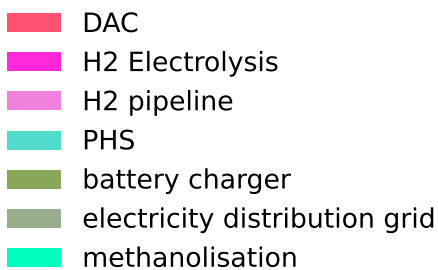 DAC
H2 Electrolysis
H2 pipeline
PHS
battery charger
electricity distribution grid
methanolisation